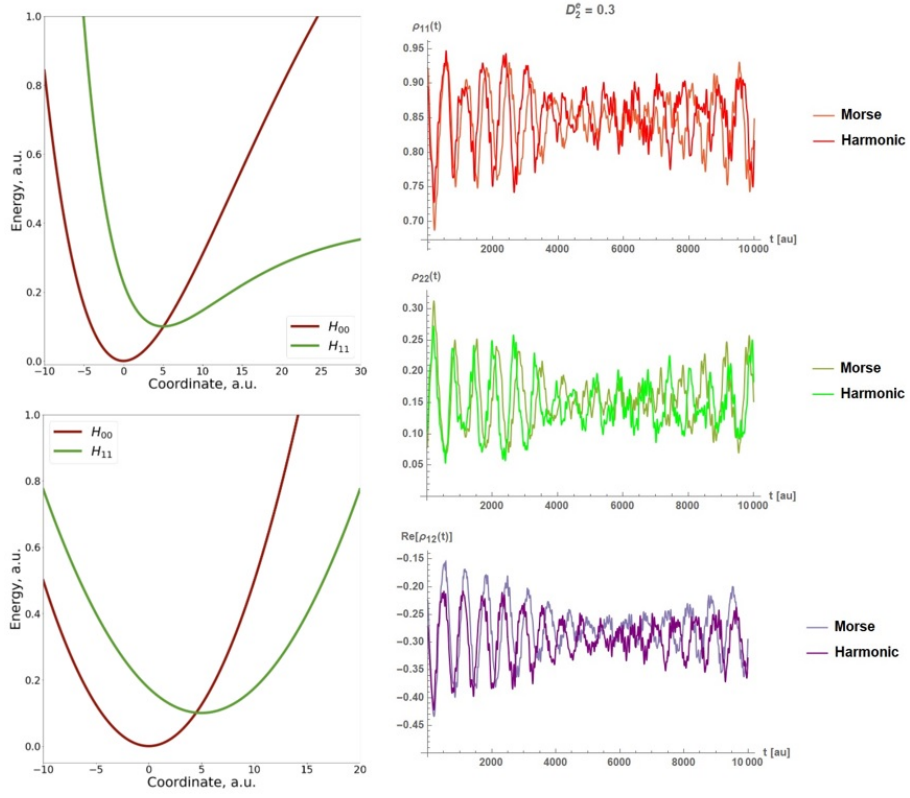 1.0
0.8
0.6
0.4
0.2
0.0
Energy, a.u.
H₀₀
H₁₁
−10 −5 0 5 10 15 20 25 30
Coordinate, a.u.
1.0
0.8
0.6
0.4
0.2
0.0
Energy, a.u.
H₀₀
H₁₁
−10 −5 0 5 10 15 20
Coordinate, a.u.
D₂ᵉ = 0.3
ρ₁₁(t)
0.95
0.90
0.85
0.80
0.75
0.70
2000 4000 6000 8000 10 000
t [au]
Morse
Harmonic
ρ₂₂(t)
0.30
0.25
0.20
0.15
0.10
0.05
2000 4000 6000 8000 10 000
t [au]
Morse
Harmonic
Re[ρ₁₂(t)]
−0.15
−0.20
−0.25
−0.30
−0.35
−0.40
−0.45
2000 4000 6000 8000 10 000
t [au]
Morse
Harmonic